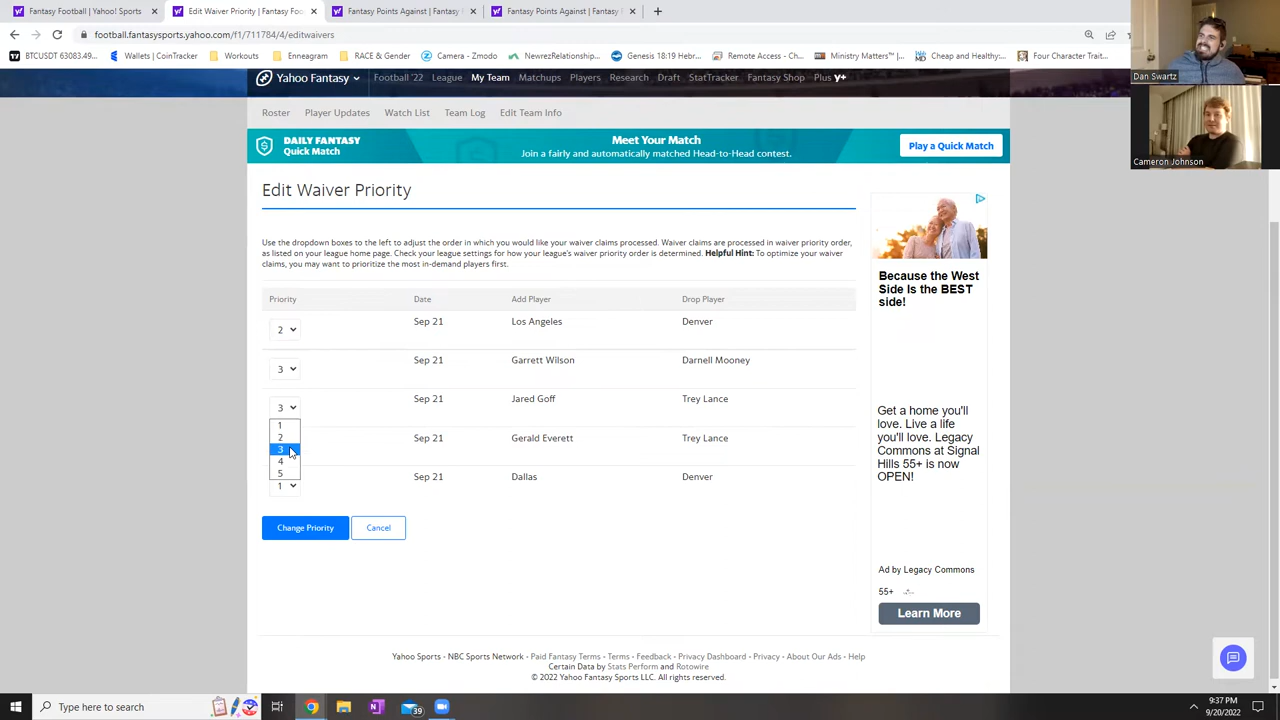 Fantasy Football | Yahoo! Sports
Edit Waiver Priority | Fantasy Foo
Fantasy Points Against | Fantasy F
Fantasy Points Against | Fantasy F
football.fantasysports.yahoo.com/f1/711784/4/editwaivers
BTCUSDT 63083.49...
Wallets | CoinTracker
Workouts
Enneagram
RACE & Gender
Camera – Zmodo
NewrezRelationship...
Genesis 18:19 Hebr...
Remote Access - Ch...
Ministry Matters™ |...
Cheap and Healthy:...
Four Character Trait...
Dan Swartz
Cameron Johnson
Yahoo Fantasy
Football '22
League
My Team
Matchups
Players
Research
Draft
StatTracker
Fantasy Shop
Plus y+
Roster
Player Updates
Watch List
Team Log
Edit Team Info
DAILY FANTASY
Quick Match
Meet Your Match
Join a fairly and automatically matched Head-to-Head contest.
Play a Quick Match
Edit Waiver Priority
Use the dropdown boxes to the left to adjust the order in which you would like your waiver claims processed. Waiver claims are processed in waiver priority order,
as listed on your league home page. Check your league settings for how your league's waiver priority order is determined. Helpful Hint: To optimize your waiver
claims, you may want to prioritize the most in-demand players first.
Priority Date Add Player Drop Player
2 Sep 21 Los Angeles Denver
3 Sep 21 Garrett Wilson Darnell Mooney
3 Sep 21 Jared Goff Trey Lance
1
2
3
4
5
Sep 21 Gerald Everett Trey Lance
1 Sep 21 Dallas Denver
Change Priority
Cancel
Because the West
Side Is the BEST
side!
Get a home you'll
love. Live a life
you'll love. Legacy
Commons at Signal
Hills 55+ is now
OPEN!
Ad by Legacy Commons
55+
Learn More
Yahoo Sports - NBC Sports Network - Paid Fantasy Terms - Terms - Feedback - Privacy Dashboard - Privacy - About Our Ads - Help
Certain Data by Stats Perform and Rotowire
© 2022 Yahoo Fantasy Sports LLC. All rights reserved.
Type here to search
39
9:37 PM
9/20/2022